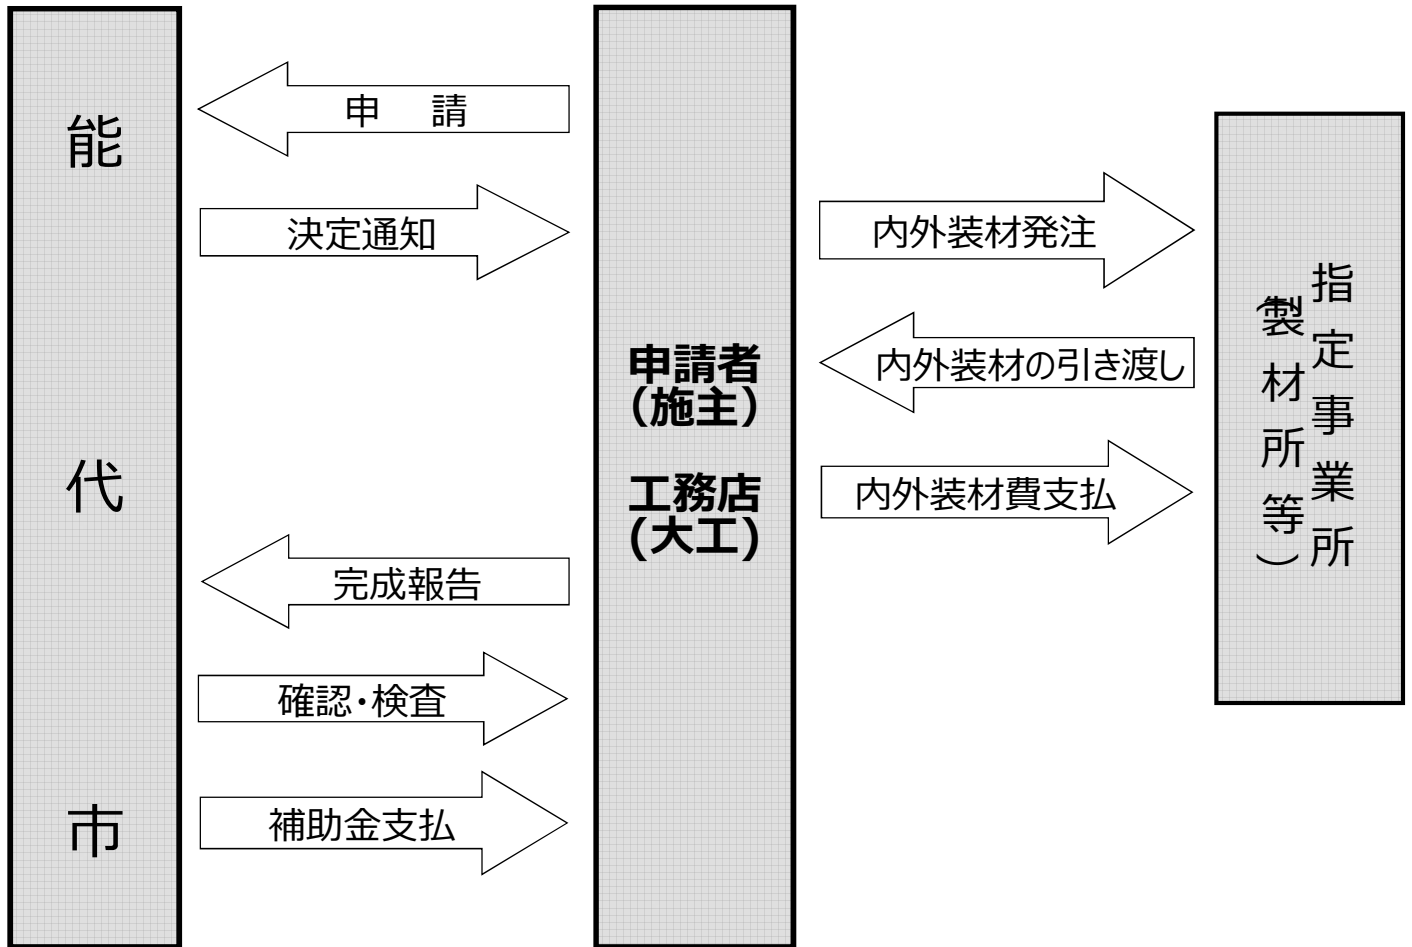 能代市
申　請
決定通知
完成報告
確認・検査
補助金支払
申請者
（施主）
工務店
(大工)
内外装材発注
内外装材の引き渡し
内外装材費支払
指定事業所
（製材所等）